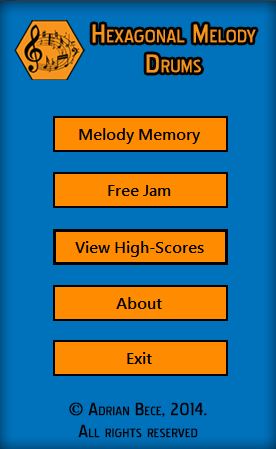 Hexagonal Melody
Drums
Melody Memory
Free Jam
View High-Scores
About
Exit
© Adrian Bece, 2014.
All rights reserved